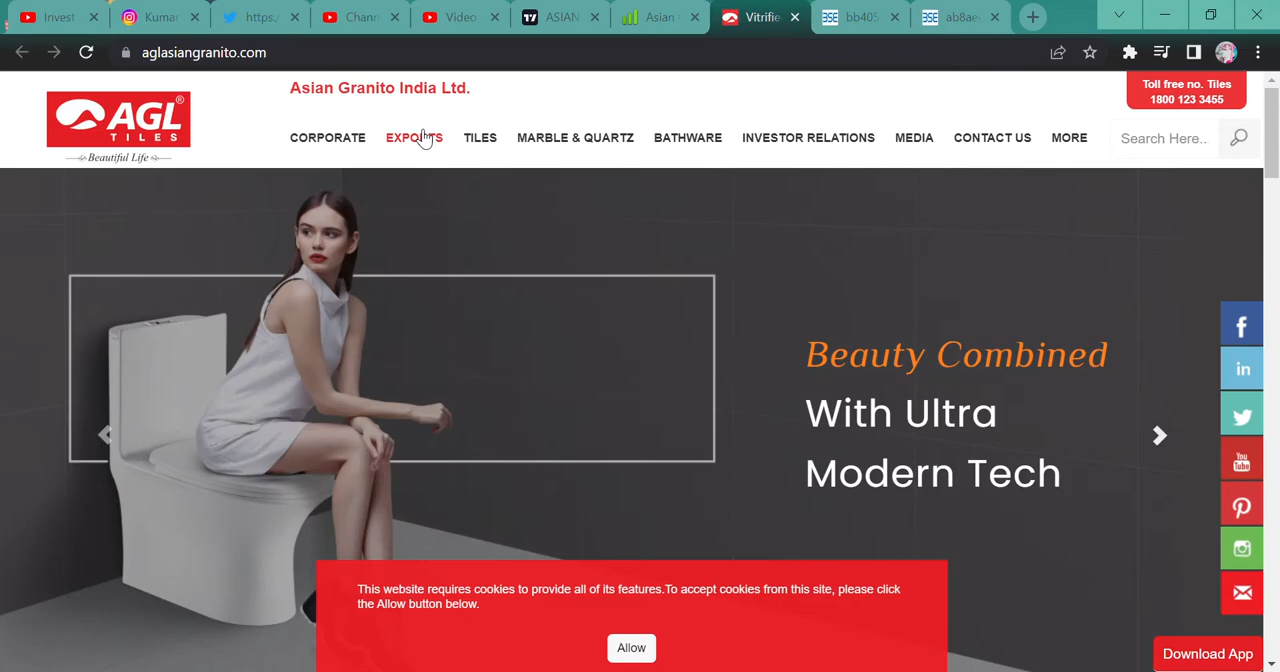 Invest
Kumar
https:/
Chann
Video
ASIAN
Asian
Vitrifie
bb405
ab8ae
aglasiangranito.com
AGL®
TILES
Beautiful Life
Asian Granito India Ltd.
Toll free no. Tiles
1800 123 3455
CORPORATE EXPORTS TILES MARBLE & QUARTZ BATHWARE INVESTOR RELATIONS MEDIA CONTACT US MORE
Search Here..
Beauty Combined
With Ultra
Modern Tech
You
Tube
This website requires cookies to provide all of its features.To accept cookies from this site, please click
the Allow button below.
Allow
Download App